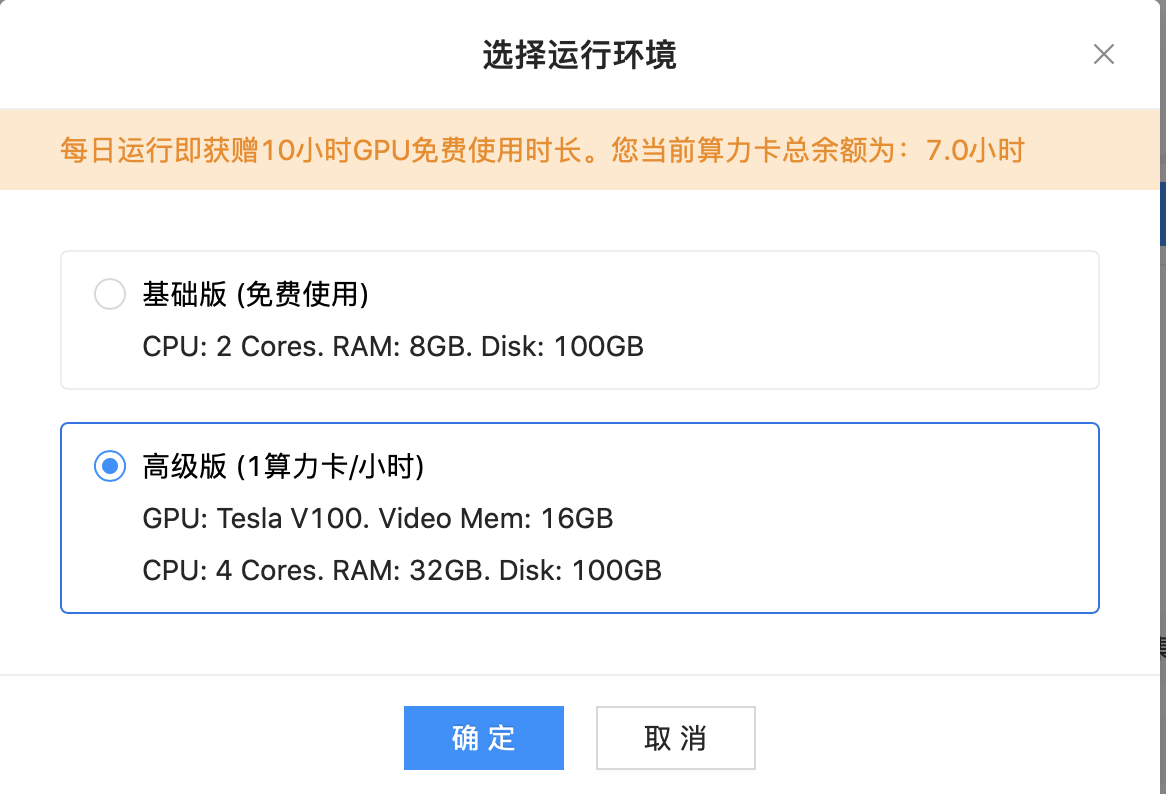 选择运行环境
每日运行即获赠10小时GPU免费使用时长。您当前算力卡总余额为：7.0小时
基础版 (免费使用)
CPU: 2 Cores. RAM: 8GB. Disk: 100GB
高级版 (1算力卡/小时)
GPU: Tesla V100. Video Mem: 16GB
CPU: 4 Cores. RAM: 32GB. Disk: 100GB
确 定
取 消